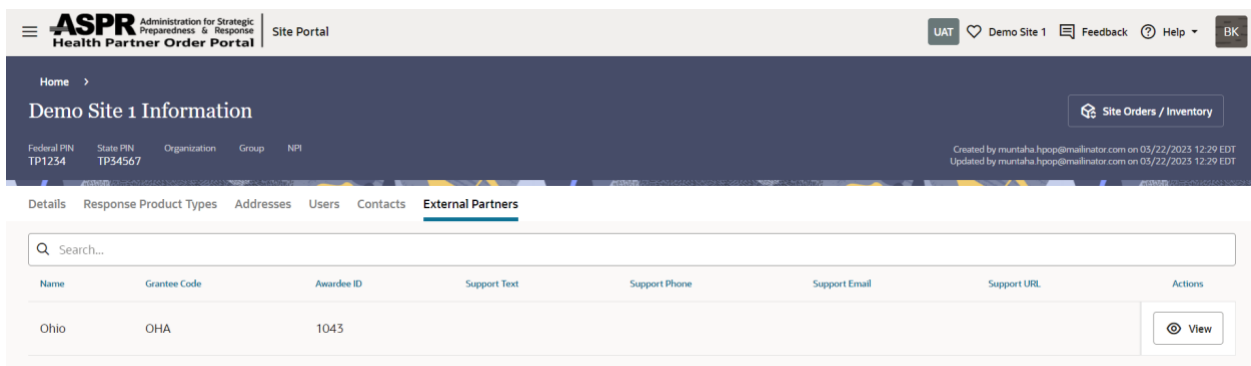 ASPR Administration for Strategic
Preparedness & Response
Health Partner Order Portal
Site Portal
UAT Demo Site 1 Feedback Help BK
Home >
Demo Site 1 Information
Site Orders / Inventory
Federal PIN State PIN Organization Group NPI
TP1234 TP34567
Created by muntaha.hpop@mailinator.com on 03/22/2023 12:29 EDT
Updated by muntaha.hpop@mailinator.com on 03/22/2023 12:29 EDT
Details Response Product Types Addresses Users Contacts External Partners
Search...
Name Grantee Code Awardee ID Support Text Support Phone Support Email Support URL Actions
Ohio OHA 1043 View